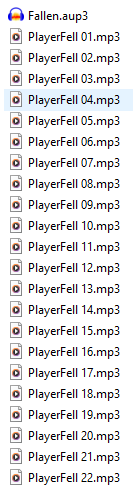 Fallen.aup3
PlayerFell 01.mp3
PlayerFell 02.mp3
PlayerFell 03.mp3
PlayerFell 04.mp3
PlayerFell 05.mp3
PlayerFell 06.mp3
PlayerFell 07.mp3
PlayerFell 08.mp3
PlayerFell 09.mp3
PlayerFell 10.mp3
PlayerFell 11.mp3
PlayerFell 12.mp3
PlayerFell 13.mp3
PlayerFell 14.mp3
PlayerFell 15.mp3
PlayerFell 16.mp3
PlayerFell 17.mp3
PlayerFell 18.mp3
PlayerFell 19.mp3
PlayerFell 20.mp3
PlayerFell 21.mp3
PlayerFell 22.mp3